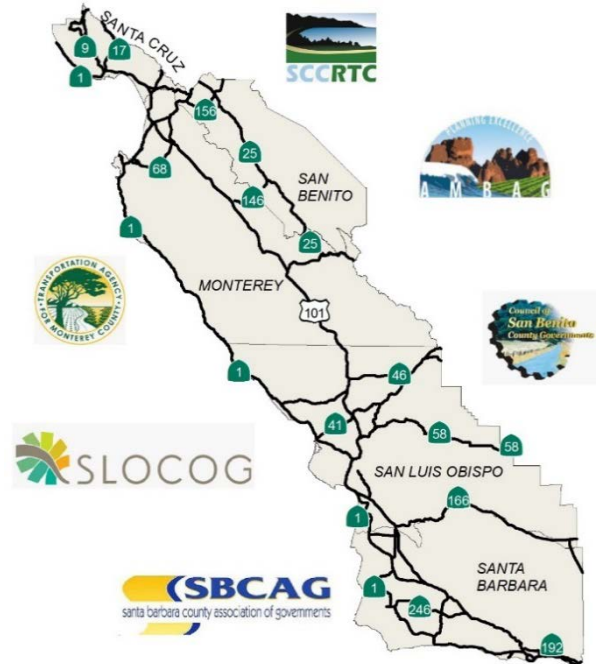 SANTA CRUZ
9
17
1
SCCRTC
156
25
68
SAN
BENITO
146
PLANNING EXCELLENCE
AMBAG
1
25
TRANSPORTATION AGENCY
FOR MONTEREY COUNTY
MONTEREY
101
Council of
San Benito
County Governments
1
46
41
58
58
SLOCOG
SAN LUIS OBISPO
166
1
SANTA
BARBARA
SBCAG
santa barbara county association of governments
1
246
192